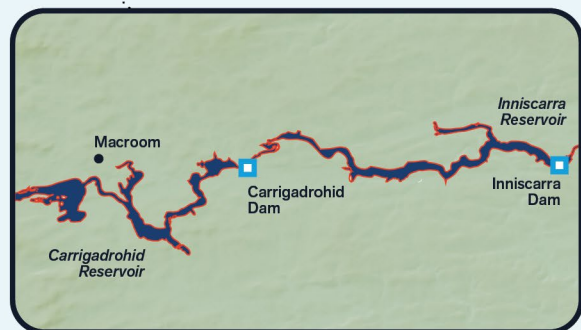 Inniscarra
Reservoir
Macroom
Inniscarra
Dam
Carrigadrohid
Dam
Carrigadrohid
Reservoir